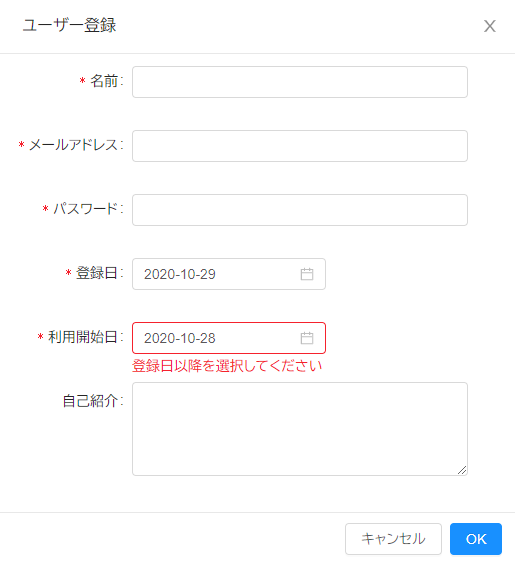 ユーザー登録
* 名前:
* メールアドレス:
* パスワード:
* 登録日: 2020-10-29
* 利用開始日: 2020-10-28
登録日以降を選択してください
自己紹介:
キャンセル OK